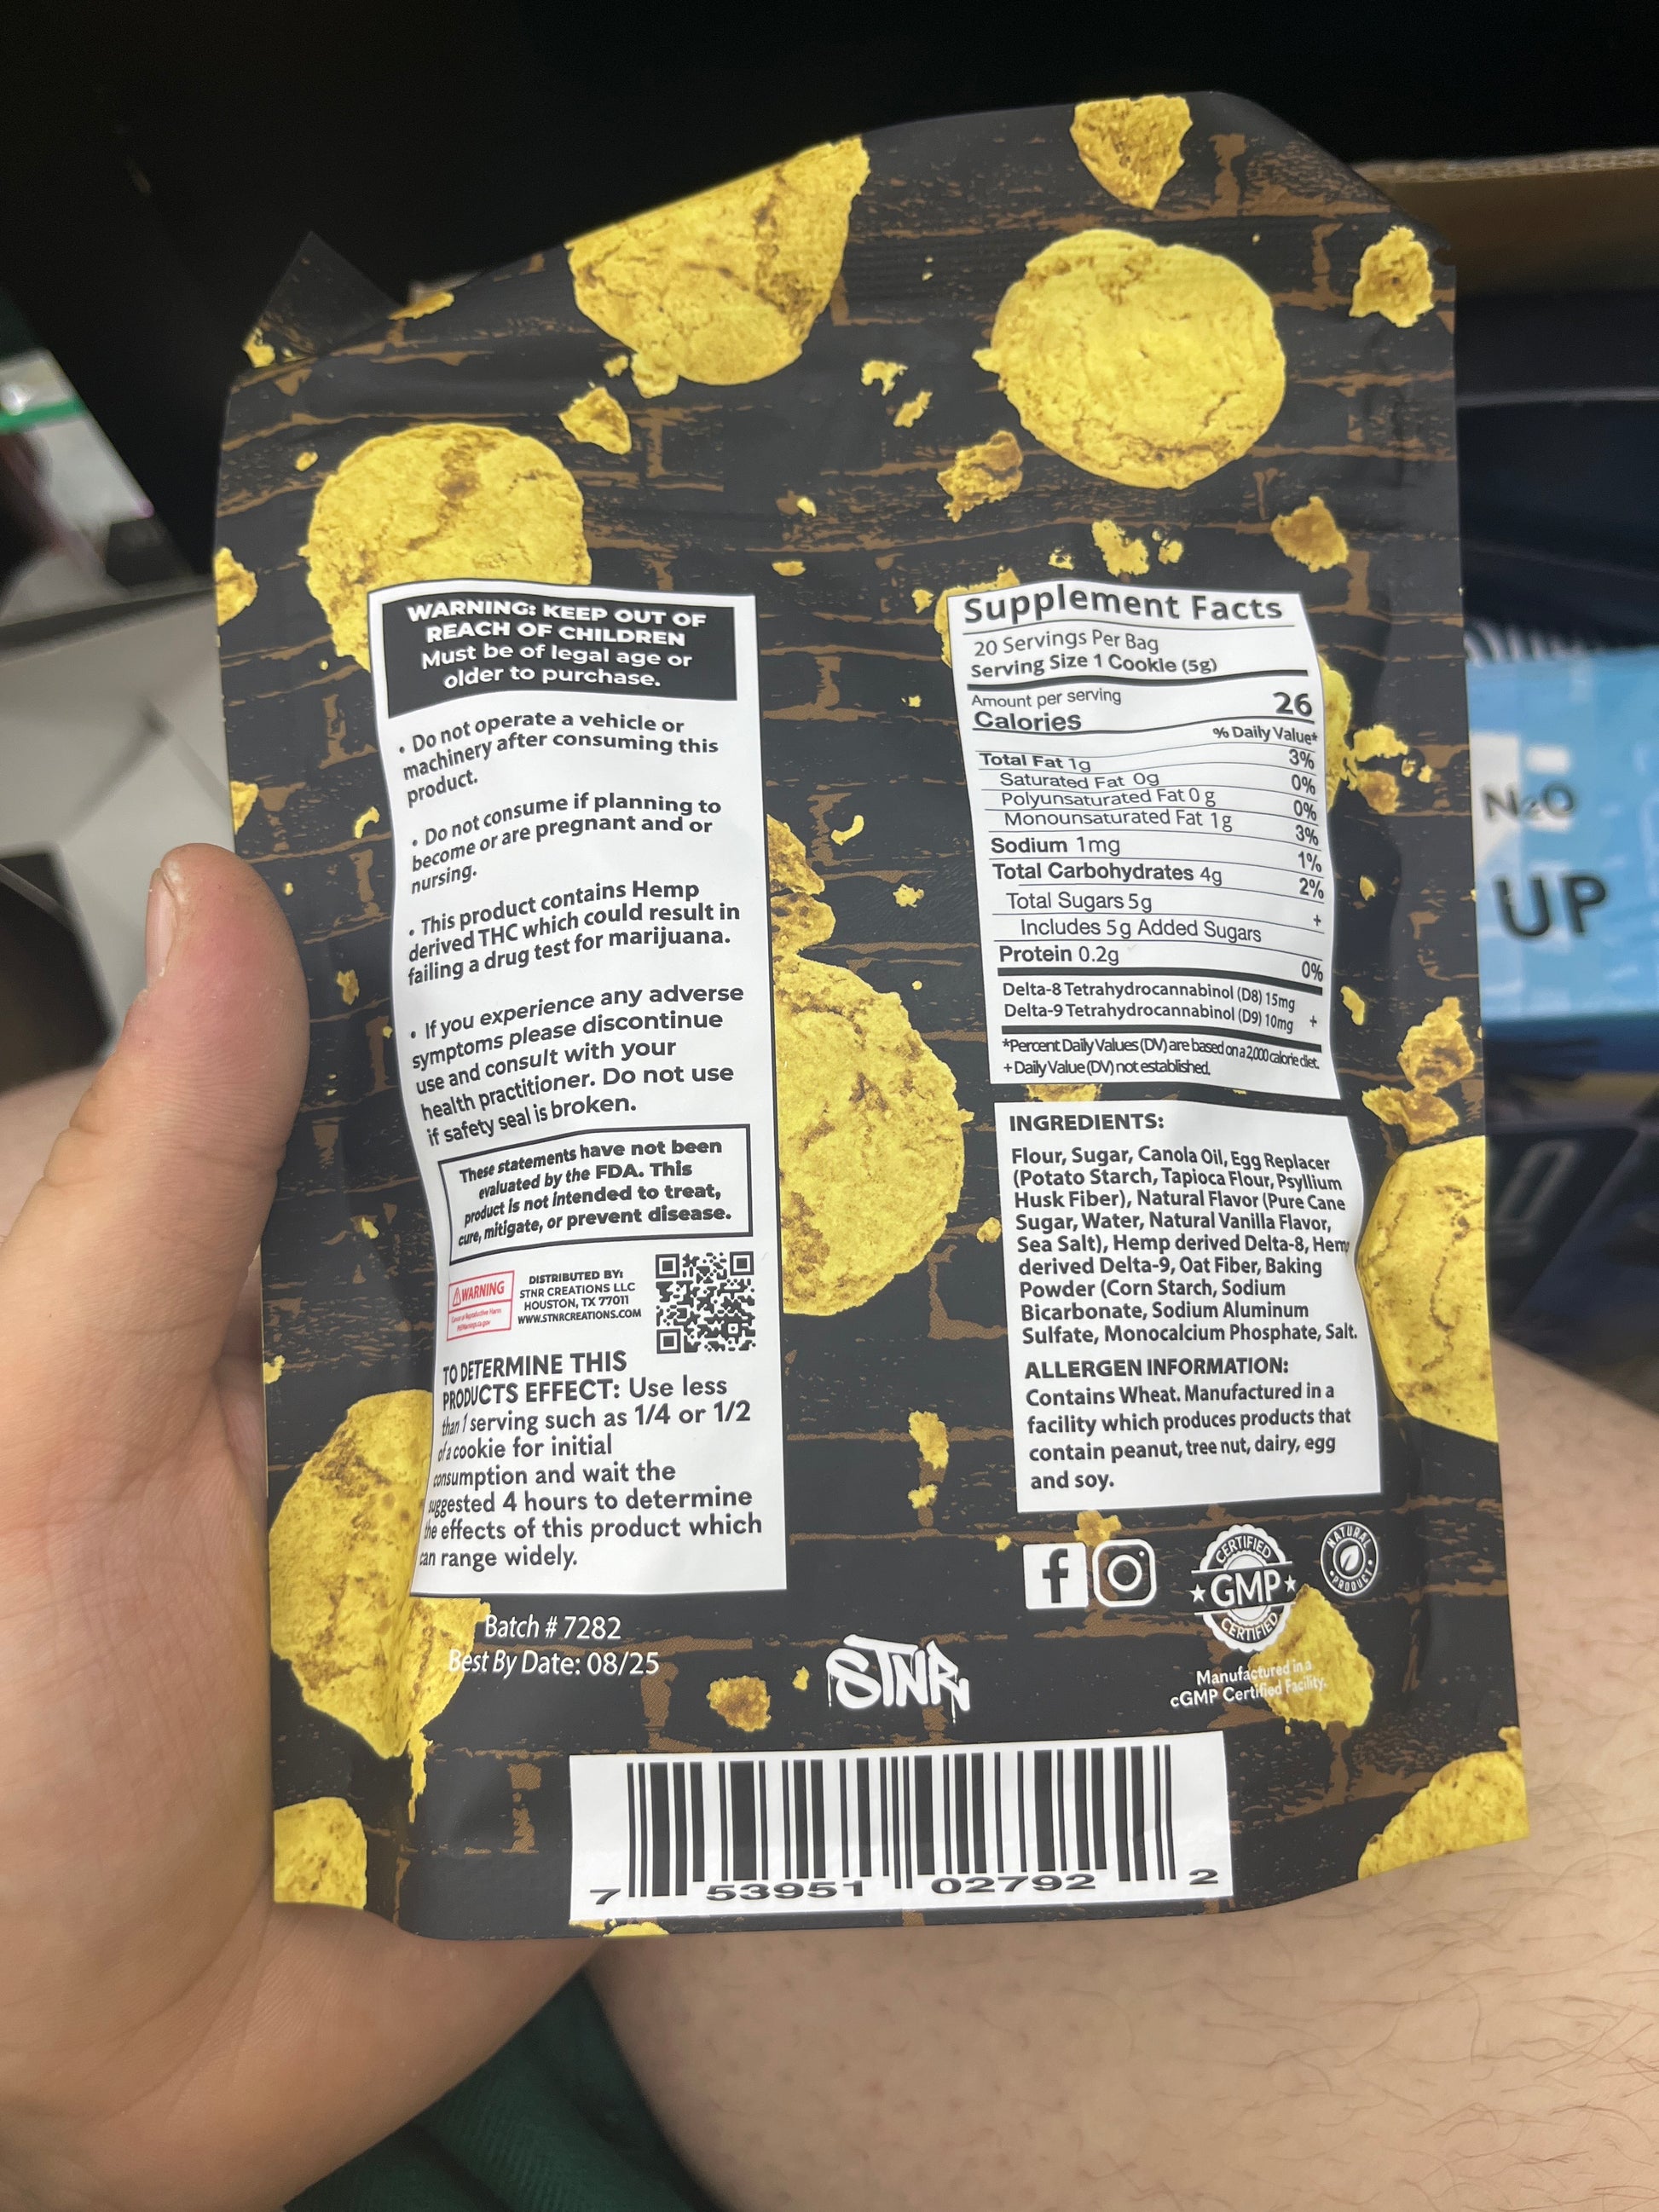 WARNING: KEEP OUT OF
REACH OF CHILDREN
Must be of legal age or
older to purchase.
• Do not operate a vehicle or
machinery after consuming this
product.
• Do not consume if planning to
become or are pregnant and or
nursing.
• This product contains Hemp
derived THC which could result in
failing a drug test for marijuana.
• If you experience any adverse
symptoms please discontinue
use and consult with your
health practitioner. Do not use
if safety seal is broken.
These statements have not been
evaluated by the FDA. This
product is not intended to treat,
cure, mitigate, or prevent disease.
WARNING
DISTRIBUTED BY:
STNR CREATIONS LLC
HOUSTON, TX 77011
WWW.STNRCREATIONS.COM
TO DETERMINE THIS
PRODUCTS EFFECT: Use less
than 1 serving such as 1/4 or 1/2
of a cookie for initial
consumption and wait the
suggested 4 hours to determine
the effects of this product which
can range widely.
Batch # 7282
Best By Date: 08/25
Supplement Facts
20 Servings Per Bag
Serving Size 1 Cookie (5g)
Amount per serving
Calories 26
% Daily Value*
Total Fat 1g 3%
Saturated Fat 0g 0%
Polyunsaturated Fat 0 g 0%
Monounsaturated Fat 1g 3%
Sodium 1mg 1%
Total Carbohydrates 4g 2%
Total Sugars 5g +
Includes 5g Added Sugars
Protein 0.2g 0%
Delta-8 Tetrahydrocannabinol (D8) 15mg
Delta-9 Tetrahydrocannabinol (D9) 10mg +
*Percent Daily Values (DV) are based on a 2,000 calorie diet.
+ Daily Value (DV) not established.
INGREDIENTS:
Flour, Sugar, Canola Oil, Egg Replacer
(Potato Starch, Tapioca Flour, Psyllium
Husk Fiber), Natural Flavor (Pure Cane
Sugar, Water, Natural Vanilla Flavor,
Sea Salt), Hemp derived Delta-8, Hemp
derived Delta-9, Oat Fiber, Baking
Powder (Corn Starch, Sodium
Bicarbonate, Sodium Aluminum
Sulfate, Monocalcium Phosphate, Salt.
ALLERGEN INFORMATION:
Contains Wheat. Manufactured in a
facility which produces products that
contain peanut, tree nut, dairy, egg
and soy.
CERTIFIED
GMP
CERTIFIED
NATURAL
PRODUCT
Manufactured in a
cGMP Certified Facility.
STNR
7 53951 02792 2
N2O
UP